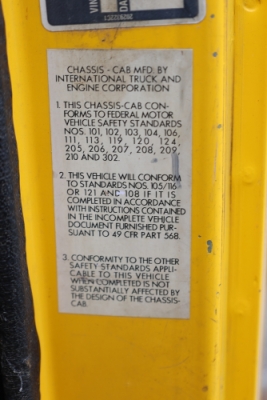 CHASSIS - CAB MFD. BY
INTERNATIONAL TRUCK AND
ENGINE CORPORATION
1. THIS CHASSIS-CAB CON-
FORMS TO FEDERAL MOTOR
VEHICLE SAFETY STANDARDS
NOS. 101, 102, 103, 104, 106,
111, 113, 119, 120, 124,
205, 206, 207, 208, 209,
210 AND 302.
2. THIS VEHICLE WILL CONFORM
TO STANDARDS NOS. 105/116
OR 121 AND 108 IF IT IS
COMPLETED IN ACCORDANCE
WITH INSTRUCTIONS CONTAINED
IN THE INCOMPLETE VEHICLE
DOCUMENT FURNISHED PUR-
SUANT TO 49 CFR PART 568.
3. CONFORMITY TO THE OTHER
SAFETY STANDARDS APPLI-
CABLE TO THIS VEHICLE
WHEN COMPLETED IS NOT
SUBSTANTIALLY AFFECTED BY
THE DESIGN OF THE CHASSIS-
CAB.